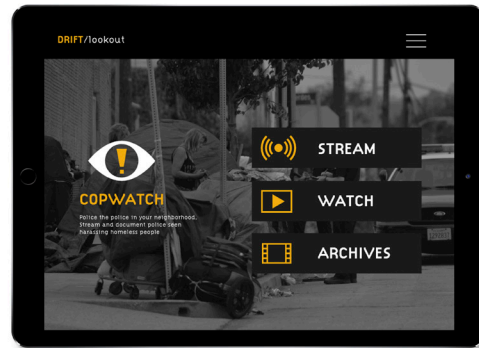 DRIFT/lookout
!
COPWATCH
Police the police in your neighborhood.
Stream and document police seen
harassing homeless people
STREAM
WATCH
ARCHIVES